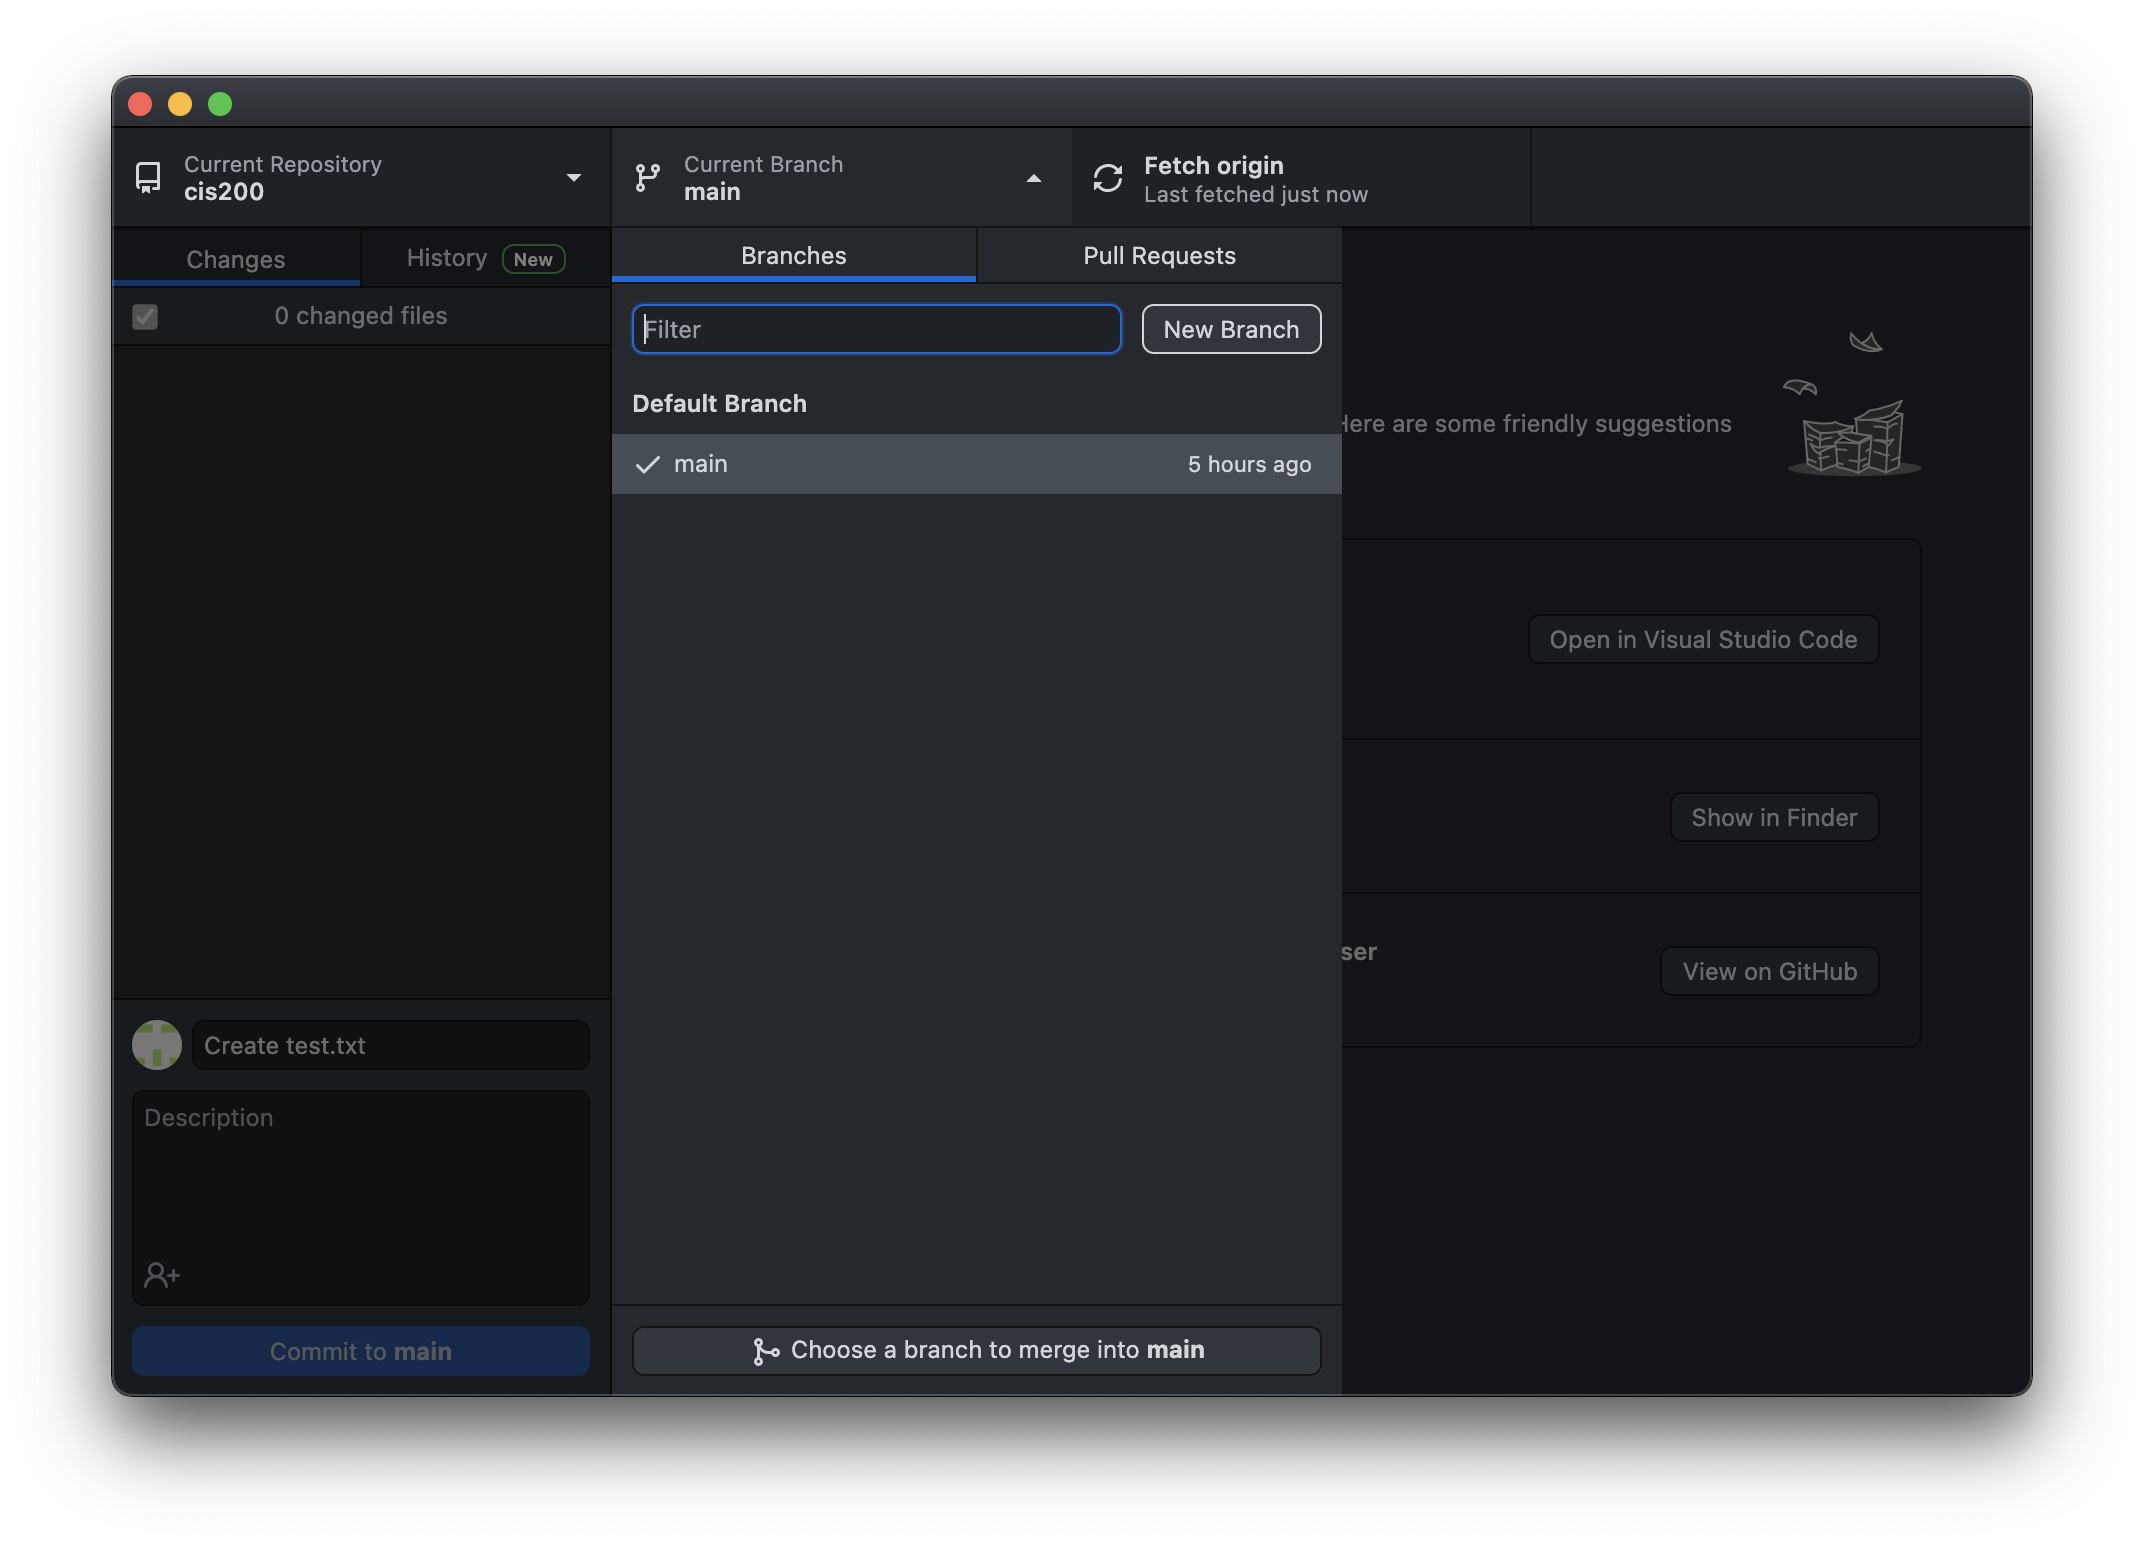 Current Repository
cis200
Current Branch
main
Fetch origin
Last fetched just now
Changes
History New
Branches
Pull Requests
0 changed files
Filter
New Branch
Default Branch
main 5 hours ago
Here are some friendly suggestions
Open in Visual Studio Code
Show in Finder
ser
View on GitHub
Create test.txt
Description
Commit to main
Choose a branch to merge into main